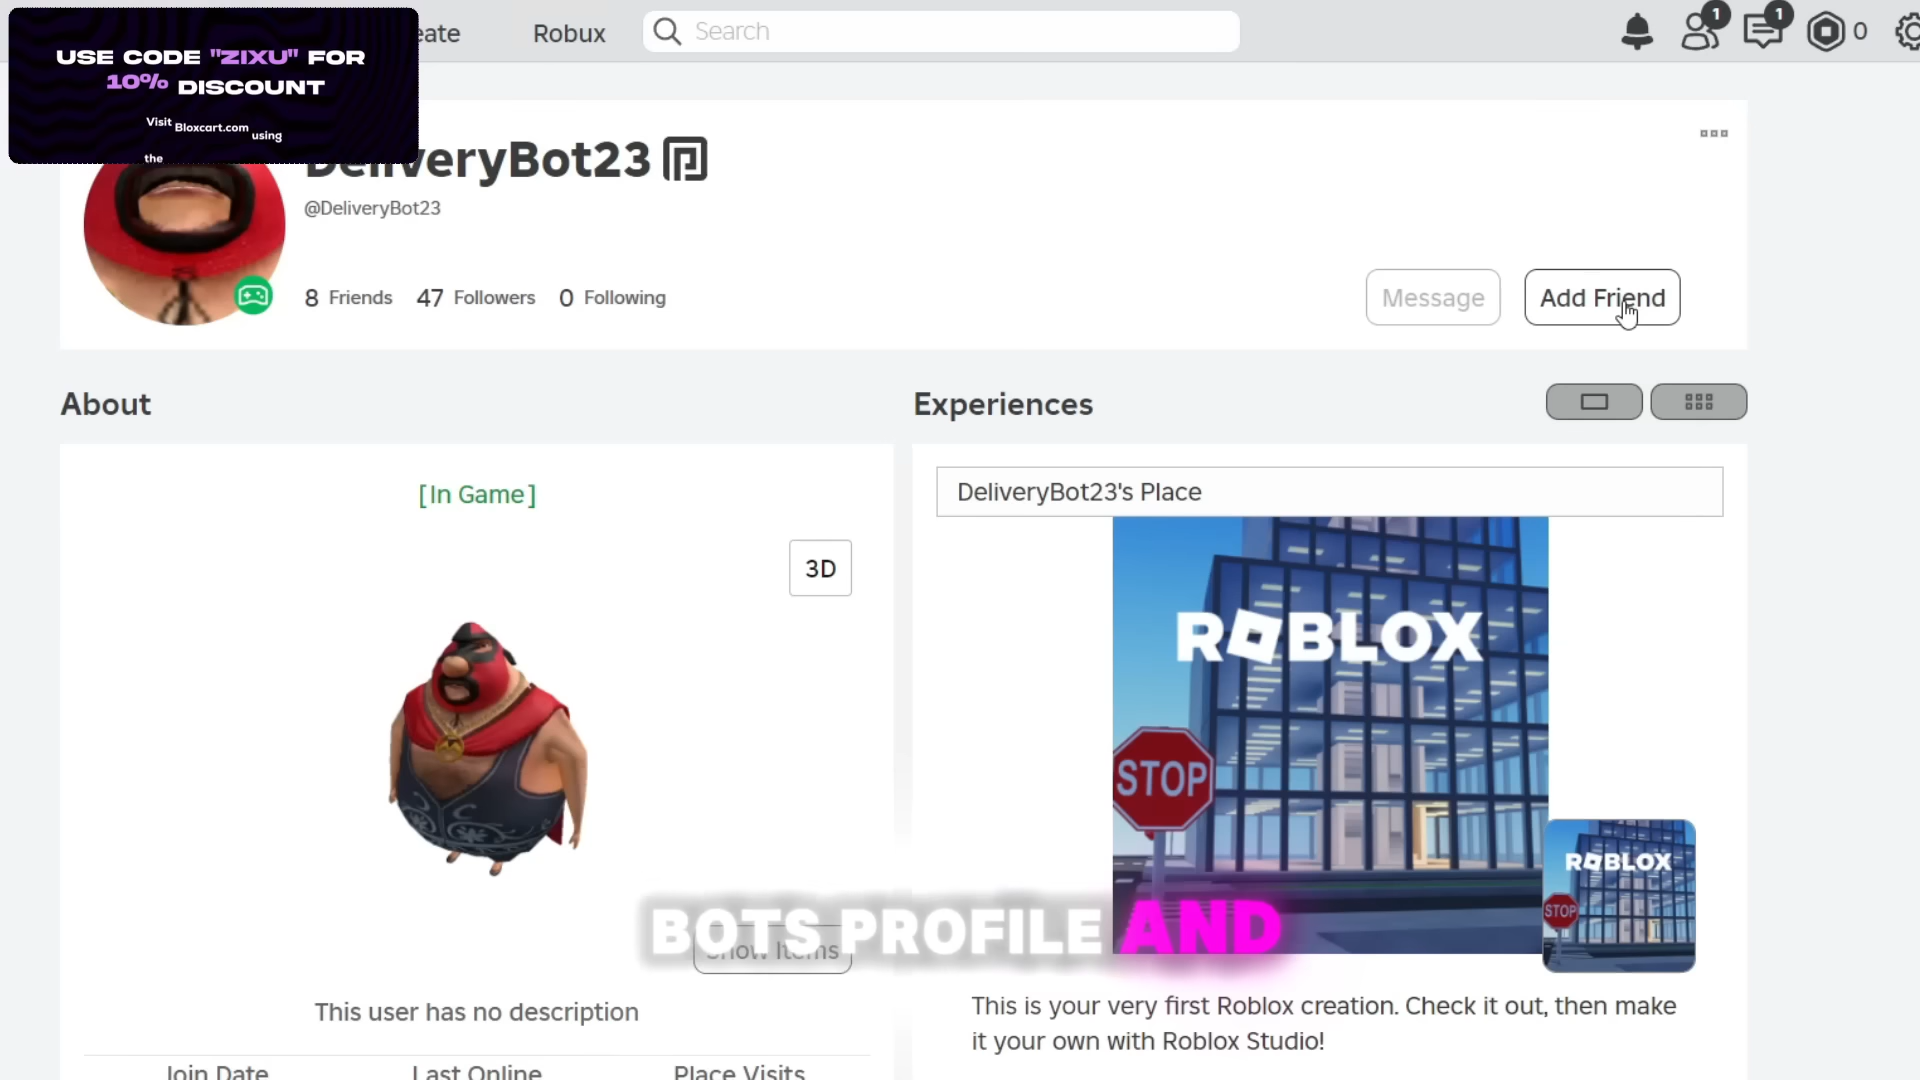 USE CODE "ZIXU" FOR
10% DISCOUNT
Visit Bloxcart.com using
the
eate
Robux
Search
1
1
0
DeliveryBot23
@DeliveryBot23
8 Friends 47 Followers 0 Following
Message
Add Friend
About
Experiences
[In Game]
3D
DeliveryBot23's Place
ROBLOX
STOP
ROBLOX
STOP
BOTS PROFILE AND
Show Items
This user has no description
This is your very first Roblox creation. Check it out, then make
it your own with Roblox Studio!
Join Date
Last Online
Place Visits